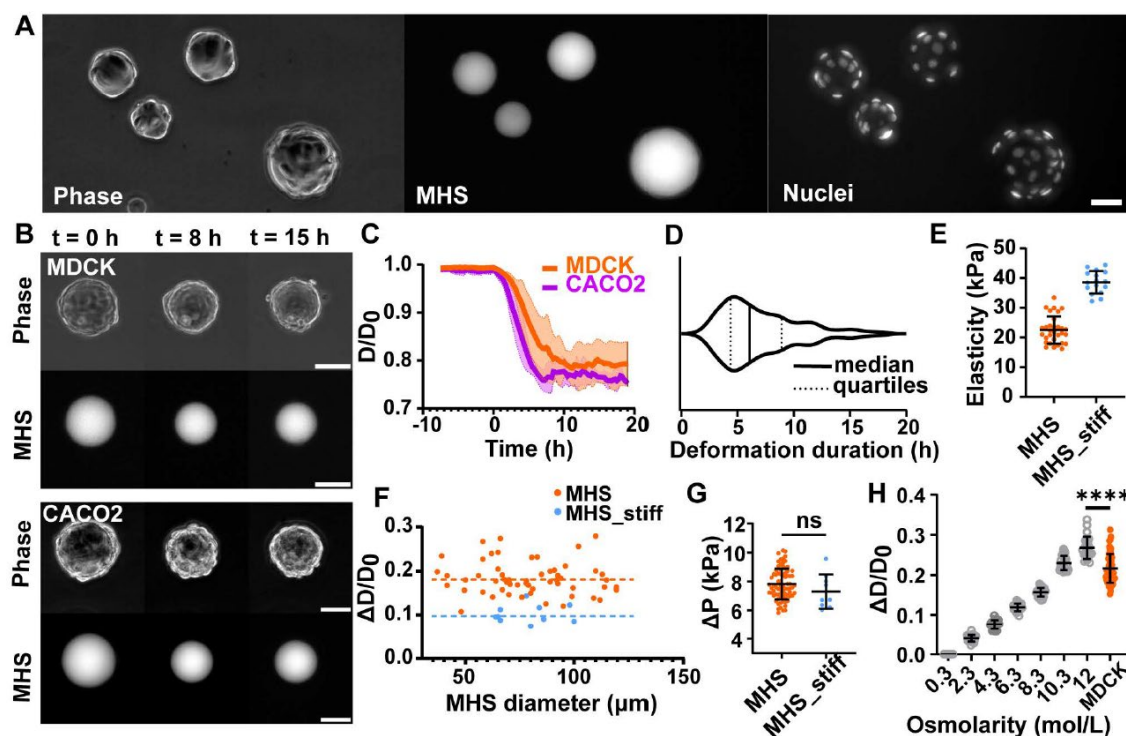 A
Phase
MHS
Nuclei
B
t = 0 h
t = 8 h
t = 15 h
MDCK
Phase
MHS
CACO2
Phase
MHS
C
1.0
0.9
0.8
0.7
D/D0
-10
0
10
20
Time (h)
MDCK
CACO2
D
median
quartiles
0
5
10
15
20
Deformation duration (h)
E
50
40
30
20
10
0
Elasticity (kPa)
MHS
MHS_stiff
F
MHS
MHS_stiff
0.3
0.2
0.1
0.0
ΔD/D0
50
100
150
MHS diameter (µm)
G
ns
12
10
8
6
4
ΔP (kPa)
MHS
MHS_stiff
H
****
0.4
0.3
0.2
0.1
0.0
ΔD/D0
0.3
2.3
4.3
6.3
8.3
10.3
12
MDCK
Osmolarity (mol/L)